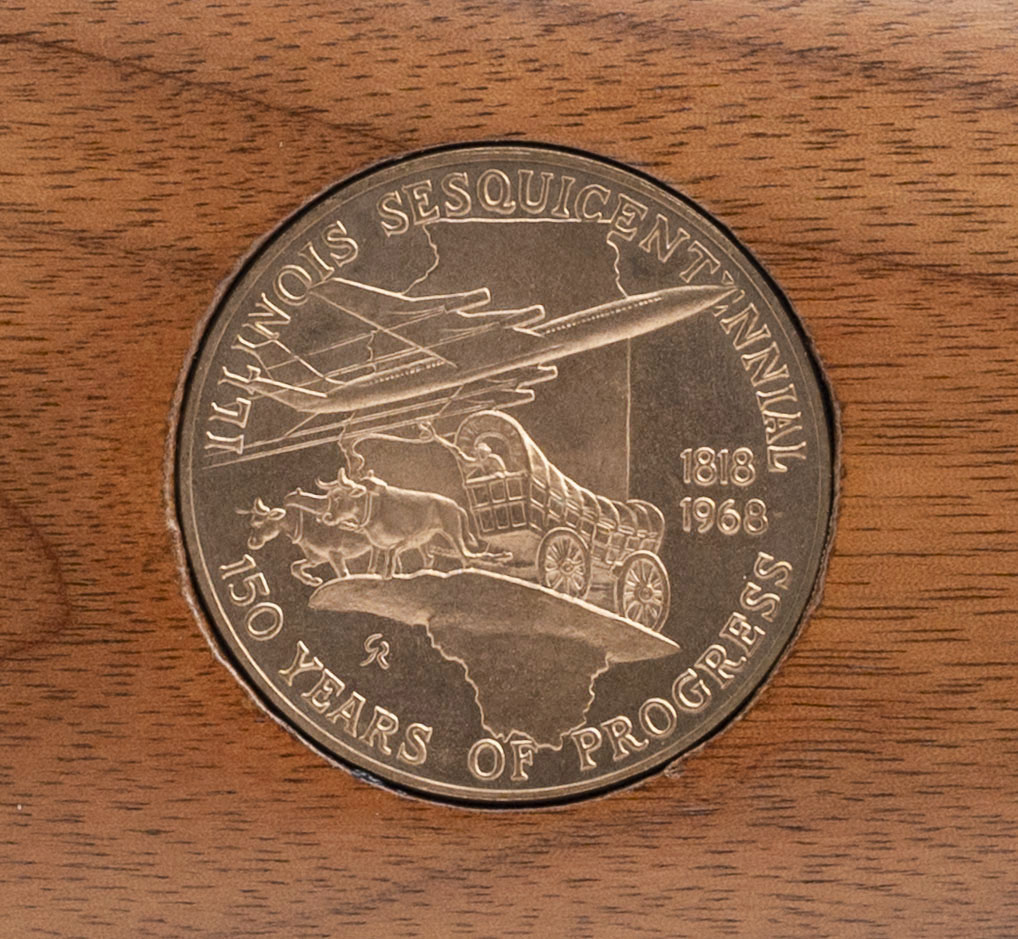 ILLINOIS SESQUICENTENNIAL
1818
1968
150 YEARS OF PROGRESS
GR